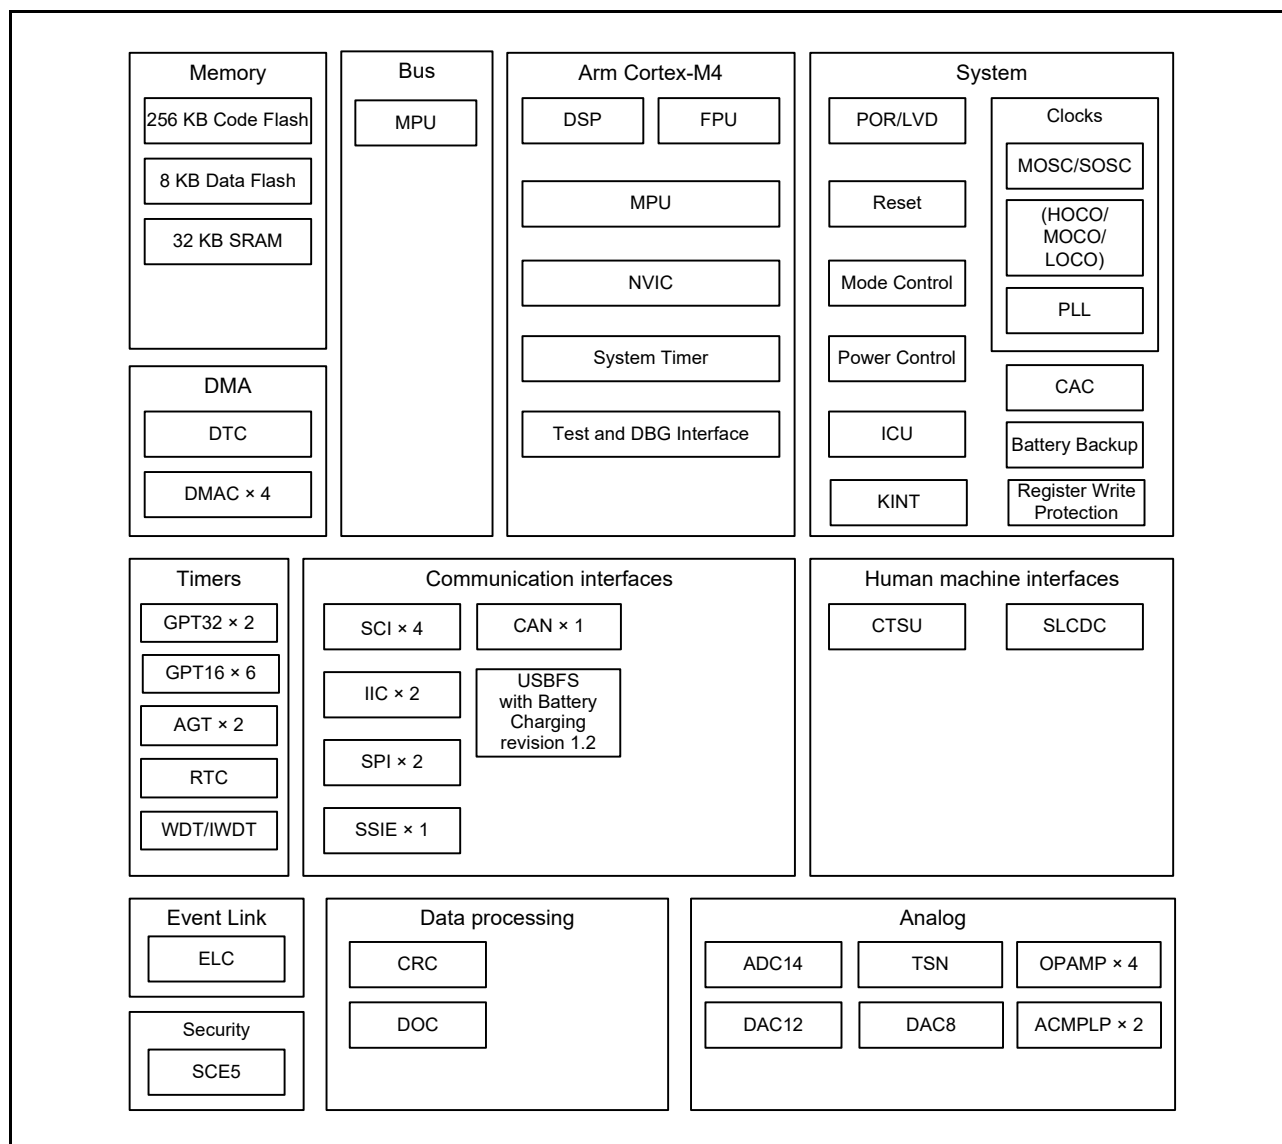 Memory
256 KB Code Flash
8 KB Data Flash
32 KB SRAM
DMA
DTC
DMAC × 4
Bus
MPU
Arm Cortex-M4
DSP
FPU
MPU
NVIC
System Timer
Test and DBG Interface
System
POR/LVD
Reset
Mode Control
Power Control
ICU
KINT
Clocks
MOSC/SOSC
(HOCO/
MOCO/
LOCO)
PLL
CAC
Battery Backup
Register Write
Protection
Timers
GPT32 × 2
GPT16 × 6
AGT × 2
RTC
WDT/IWDT
Communication interfaces
SCI × 4
IIC × 2
SPI × 2
SSIE × 1
CAN × 1
USBFS
with Battery
Charging
revision 1.2
Human machine interfaces
CTSU
SLCDC
Event Link
ELC
Security
SCE5
Data processing
CRC
DOC
Analog
ADC14
TSN
OPAMP × 4
DAC12
DAC8
ACMPLP × 2